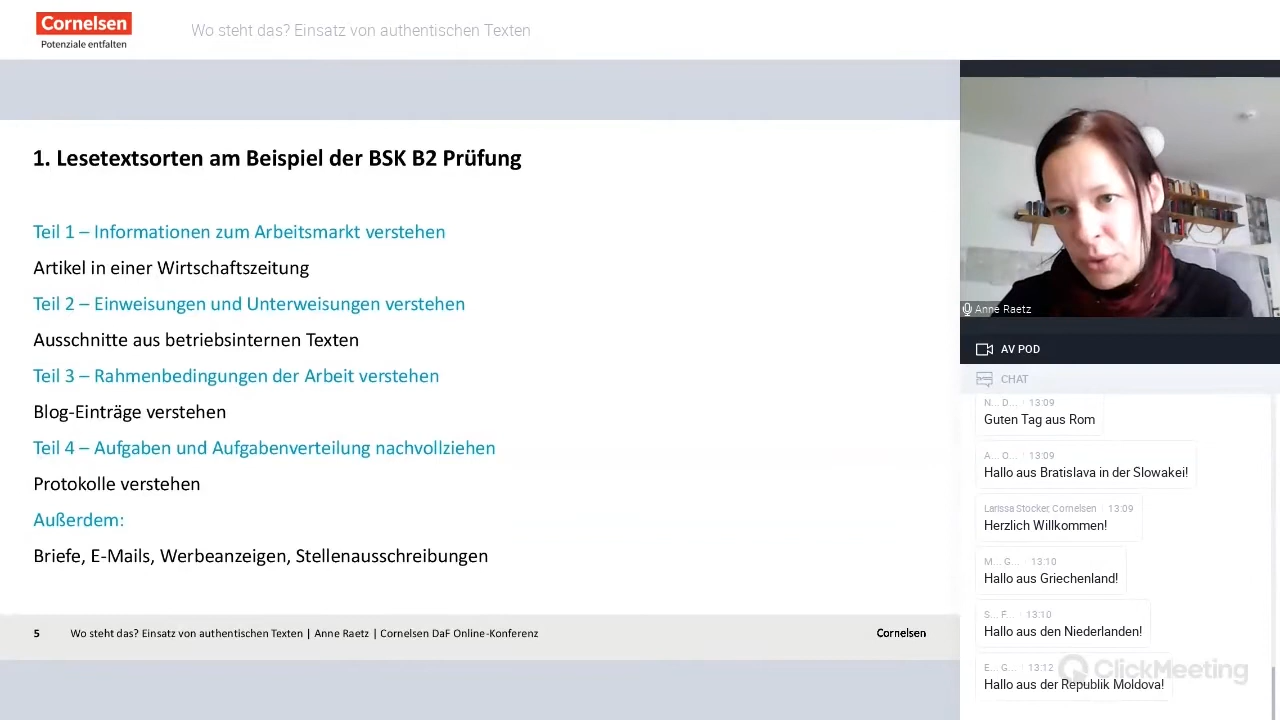 Cornelsen
Potenziale entfalten
Wo steht das? Einsatz von authentischen Texten
1. Lesetextsorten am Beispiel der BSK B2 Prüfung
Teil 1 – Informationen zum Arbeitsmarkt verstehen
Artikel in einer Wirtschaftszeitung
Teil 2 – Einweisungen und Unterweisungen verstehen
Ausschnitte aus betriebsinternen Texten
Teil 3 – Rahmenbedingungen der Arbeit verstehen
Blog-Einträge verstehen
Teil 4 – Aufgaben und Aufgabenverteilung nachvollziehen
Protokolle verstehen
Außerdem:
Briefe, E-Mails, Werbeanzeigen, Stellenausschreibungen
5 Wo steht das? Einsatz von authentischen Texten | Anne Raetz | Cornelsen DaF Online-Konferenz Cornelsen
Anne Raetz
AV POD
CHAT
N... D... 13:09
Guten Tag aus Rom
A... O... 13:09
Hallo aus Bratislava in der Slowakei!
Larissa Stocker, Cornelsen 13:09
Herzlich Willkommen!
M... G... 13:10
Hallo aus Griechenland!
S... F... 13:10
Hallo aus den Niederlanden!
E... G... 13:12
Hallo aus der Republik Moldova!
ClickMeeting